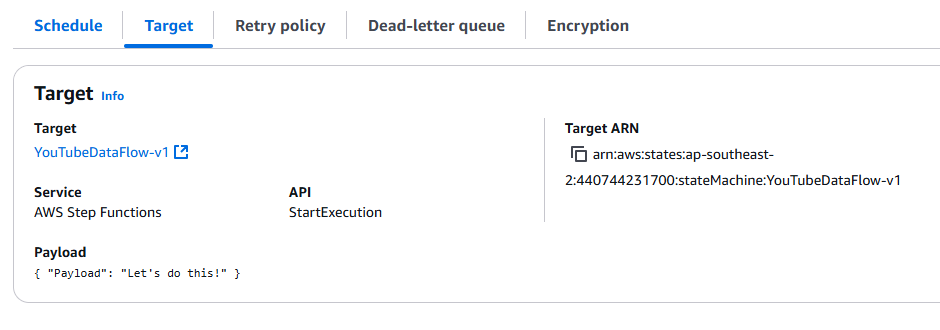 Schedule Target Retry policy Dead-letter queue Encryption
Target Info
Target
YouTubeDataFlow-v1
Service
AWS Step Functions
API
StartExecution
Payload
{ "Payload": "Let's do this!" }
Target ARN
arn:aws:states:ap-southeast-
2:440744231700:stateMachine:YouTubeDataFlow-v1